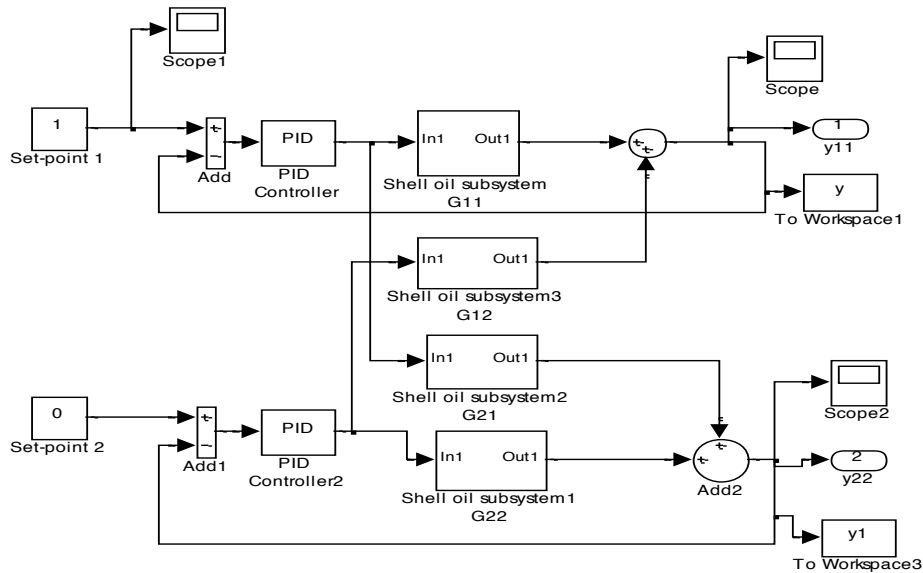 Scope1
Scope
1
Set-point 1
+
−
Add
PID
PID
Controller
In1 Out1
Shell oil subsystem
G11
+
+
1
y11
y
To Workspace1
In1 Out1
Shell oil subsystem3
G12
In1 Out1
Shell oil subsystem2
G21
Scope2
0
Set-point 2
+
−
Add1
PID
PID
Controller2
In1 Out1
Shell oil subsystem1
G22
+
+
Add2
2
y22
y1
To Workspace3